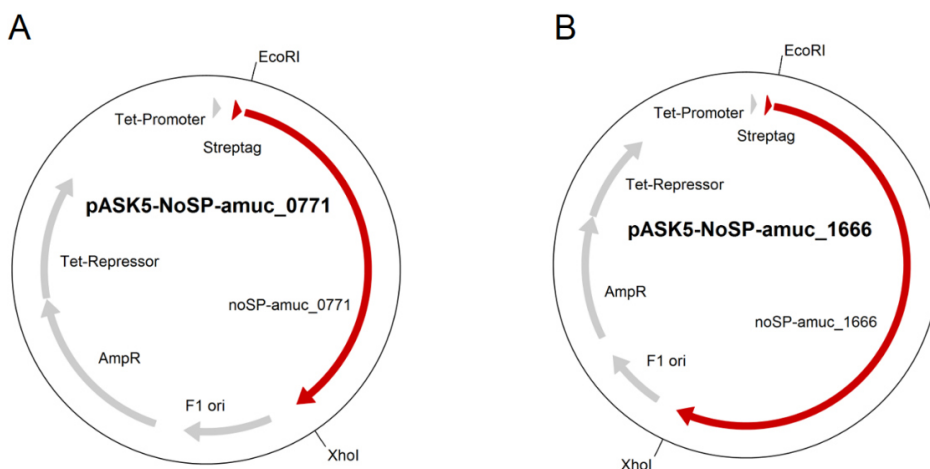 A
EcoRI
Tet-Promoter
Streptag
pASK5-NoSP-amuc_0771
Tet-Repressor
noSP-amuc_0771
AmpR
F1 ori
XhoI
B
EcoRI
Tet-Promoter
Streptag
Tet-Repressor
pASK5-NoSP-amuc_1666
AmpR
noSP-amuc_1666
F1 ori
XhoI